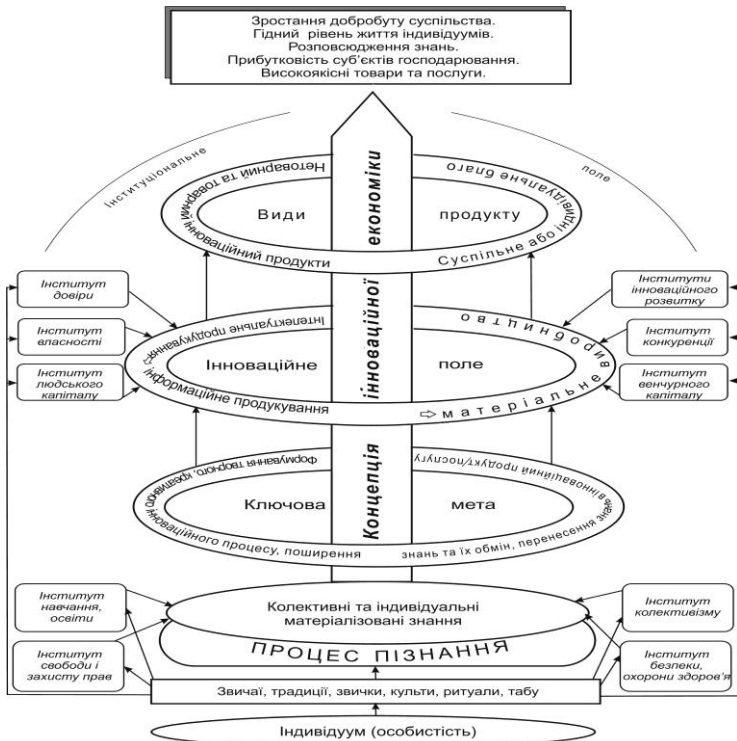 Зростання добробуту суспільства.
Гідний рівень життя індивідуумів.
Розповсюдження знань.
Прибутковість суб’єктів господарювання.
Високоякісні товари та послуги.
Інституціональне
поле
Концепція інноваційної економіки
Нетоварний та товарний
інноваційний продукти
Суспільне або інді
відуальне благо
Види
продукту
Інститут
довіри
Інститут
власності
Інститут
людського
капіталу
Інститути
інноваційного
розвитку
Інститут
конкуренції
Інститут
венчурного
капіталу
Інтелектуальне продукування
інформаційне продукування
⇨ матеріальне
виробництво
Інноваційне
поле
Формування творчого, креативного,
інноваційного процесу, поширення
знань та їх обмін, перенесення знань
в інноваційний продукт/послугу
Ключова
мета
Колективні та індивідуальні
матеріалізовані знання
ПРОЦЕС ПІЗНАННЯ
Інститут
навчання,
освіти
Інститут
свободи і
захисту прав
Інститут
колективізму
Інститут
безпеки,
охорони здоров’я
Звичаї, традиції, звички, культи, ритуали, табу
Індивідуум (особистість)